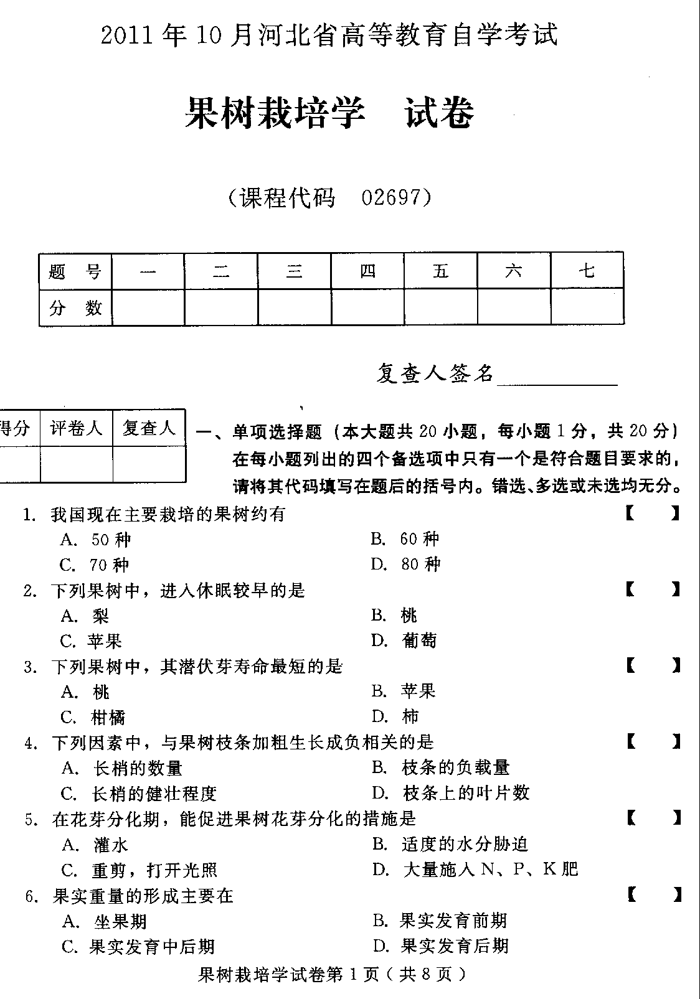 2011 年 10 月河北省高等教育自学考试
果树栽培学 试卷
（课程代码 02697）
题 号 一 二 三 四 五 六 七
分 数
复查人签名
得分 评卷人 复查人
一、单项选择题（本大题共 20 小题，每小题 1 分，共 20 分）
在每小题列出的四个备选项中只有一个是符合题目要求的，
请将其代码填写在题后的括号内。错选、多选或未选均无分。
1. 我国现在主要栽培的果树约有 【 】
A. 50 种 B. 60 种
C. 70 种 D. 80 种
2. 下列果树中，进入休眠较早的是 【 】
A. 梨 B. 桃
C. 苹果 D. 葡萄
3. 下列果树中，其潜伏芽寿命最短的是 【 】
A. 桃 B. 苹果
C. 柑橘 D. 柿
4. 下列因素中，与果树枝条加粗生长成负相关的是 【 】
A. 长梢的数量 B. 枝条的负载量
C. 长梢的健壮程度 D. 枝条上的叶片数
5. 在花芽分化期，能促进果树花芽分化的措施是 【 】
A. 灌水 B. 适度的水分胁迫
C. 重剪，打开光照 D. 大量施入 N、P、K 肥
6. 果实重量的形成主要在 【 】
A. 坐果期 B. 果实发育前期
C. 果实发育中后期 D. 果实发育后期
果树栽培学试卷第 1 页（共 8 页）